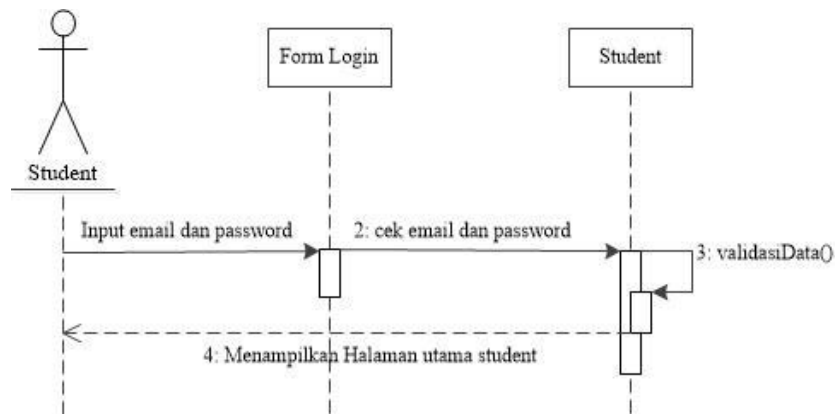 Form Login
Student
Student
Input email dan password
2: cek email dan password
3: validasiData()
4: Menampilkan Halaman utama student